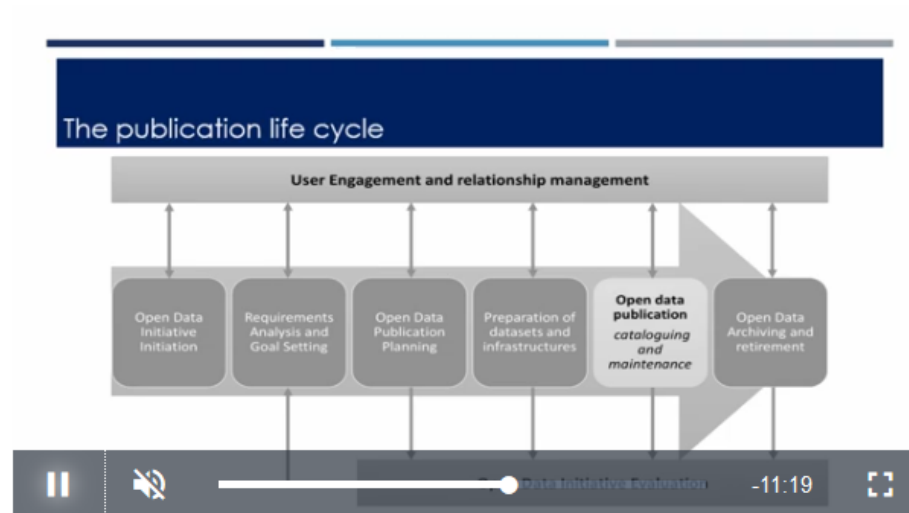 The publication life cycle
User Engagement and relationship management
Open Data
Initiative
Initiation
Requirements
Analysis and
Goal Setting
Open Data
Publication
Planning
Preparation of
datasets and
infrastructures
Open data
publication
cataloguing
and
maintenance
Open Data
Archiving and
retirement
Open Data Initiative Evaluation
-11:19